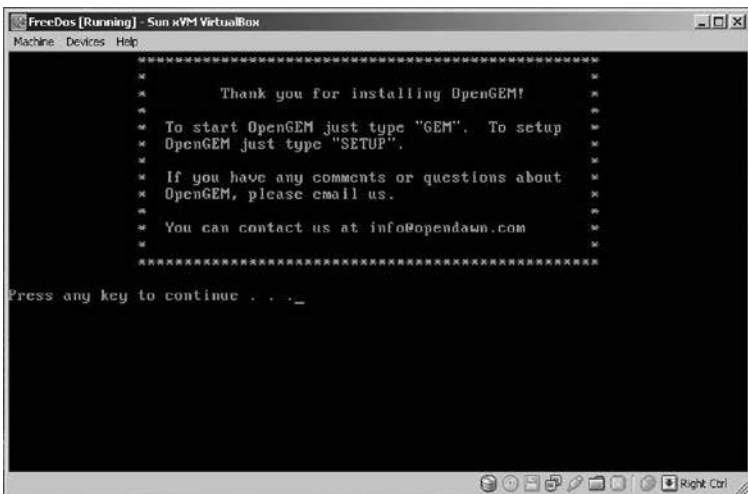 FreeDos [Running] - Sun xVM VirtualBox
Machine Devices Help
**************************************************
* *
* Thank you for installing OpenGEM! *
* *
* To start OpenGEM just type "GEM". To setup *
* OpenGEM just type "SETUP". *
* *
* If you have any comments or questions about *
* OpenGEM, please email us. *
* *
* You can contact us at info@opendawn.com *
* *
**************************************************
Press any key to continue . . ._
Right Ctrl